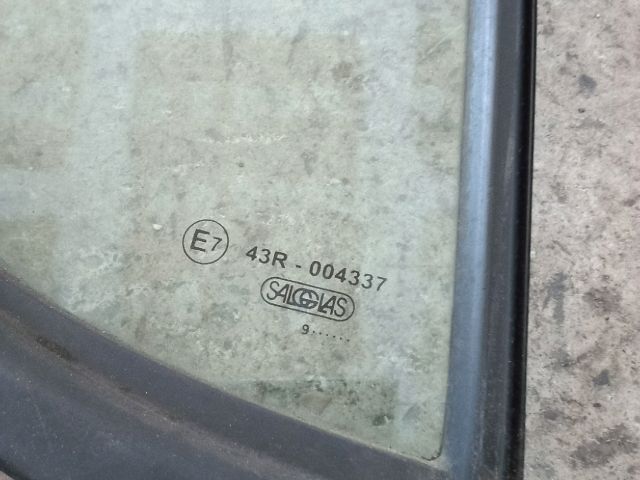 E7 43R - 004337
SALGGLAS
9......